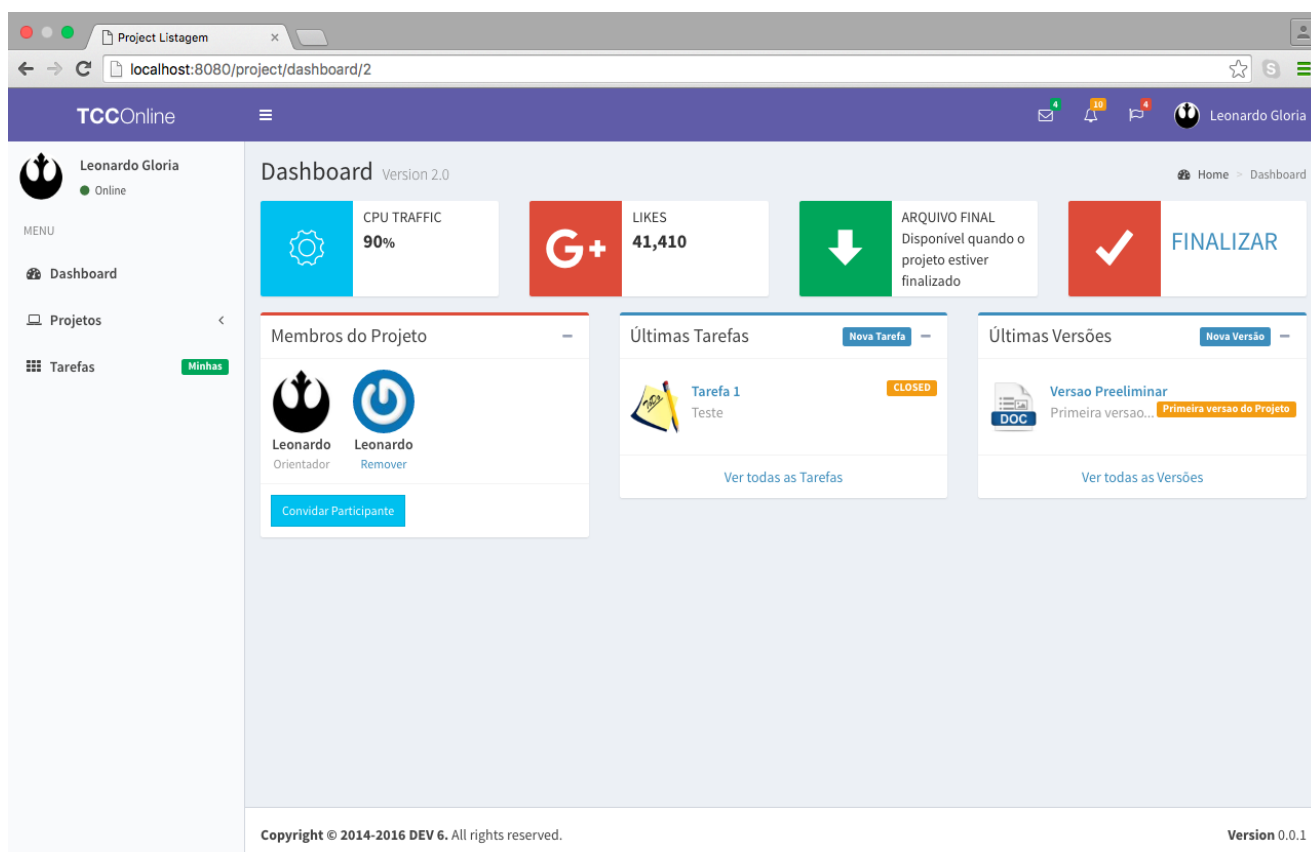 Project Listagem
localhost:8080/project/dashboard/2
S
TCCOnline
4
10
4
Leonardo Gloria
Leonardo Gloria
Online
MENU
Dashboard
Projetos
Tarefas Minhas
Dashboard Version 2.0
Home > Dashboard
CPU TRAFFIC
90%
G+
LIKES
41,410
ARQUIVO FINAL
Disponível quando o
projeto estiver
finalizado
FINALIZAR
Membros do Projeto
Leonardo Leonardo
Orientador Remover
Convidar Participante
Últimas Tarefas Nova Tarefa
Tarefa 1 CLOSED
Teste
Ver todas as Tarefas
Últimas Versões Nova Versão
DOC
Versao Preeliminar
Primeira versao... Primeira versao do Projeto
Ver todas as Versões
Copyright © 2014-2016 DEV 6. All rights reserved.
Version 0.0.1